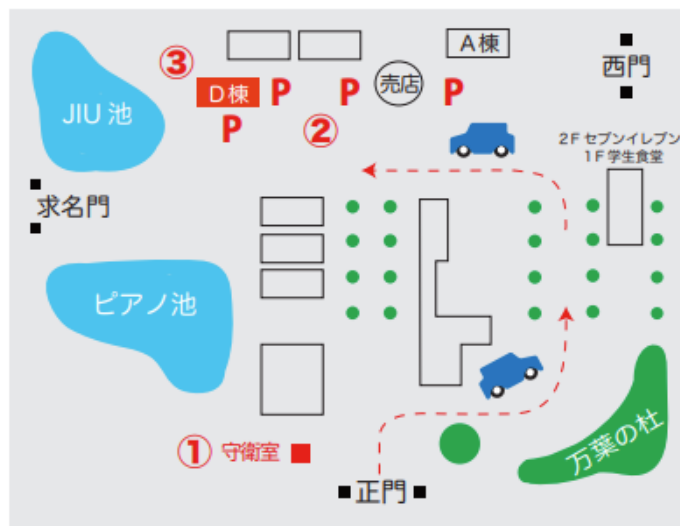 ③
A棟
西門
D棟
P
P
売店
P
JIU 池
P
②
2F セブンイレブン
1F 学生食堂
求名門
ピアノ池
万葉の杜
① 守衛室
正門